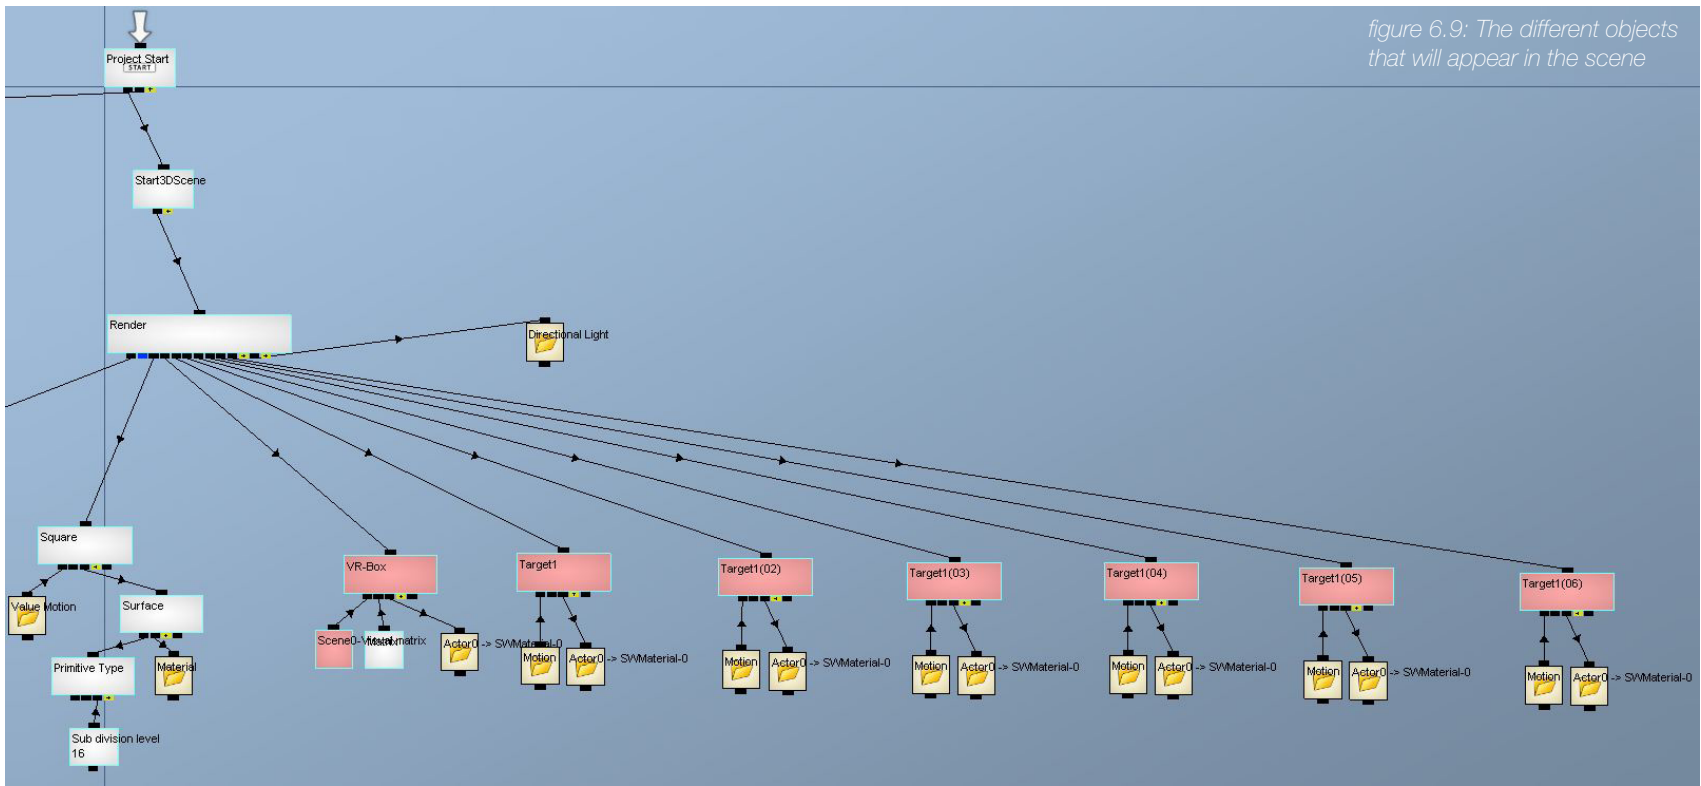 figure 6.9: The different objects
that will appear in the scene
Project Start
START
Start3DScene
Render
Directional Light
Square
Value Motion
Surface
Primitive Type
Material
Sub division level
16
VR-Box
Scene0-
matrix
Actor0 -> SWMaterial-0
Target1
Motion
Actor0 -> SWMaterial-0
Target1(02)
Motion
Actor0 -> SWMaterial-0
Target1(03)
Motion
Actor0 -> SWMaterial-0
Target1(04)
Motion
Actor0 -> SWMaterial-0
Target1(05)
Motion
Actor0 -> SWMaterial-0
Target1(06)
Motion
Actor0 -> SWMaterial-0